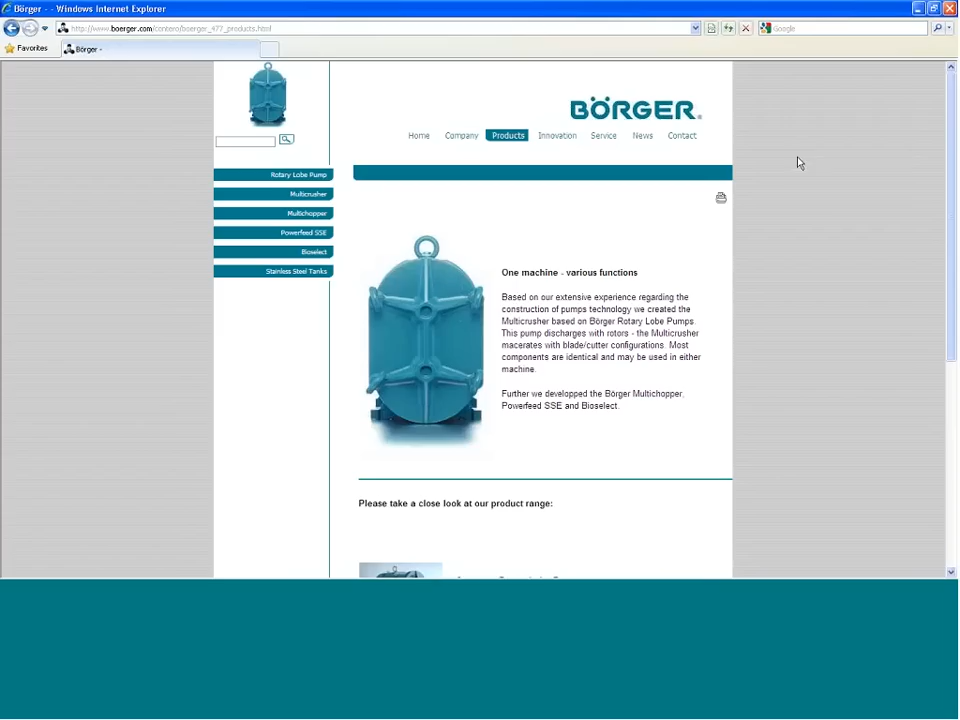 Börger - - Windows Internet Explorer
http://www.boerger.com/contero/boerger_477_products.html
Google
Favorites
Börger -
BÖRGER®
Home Company Products Innovation Service News Contact
Rotary Lobe Pump
Multicrusher
Multichopper
Powerfeed SSE
Bioselect
Stainless Steel Tanks
One machine - various functions
Based on our extensive experience regarding the
construction of pumps technology we created the
Multicrusher based on Börger Rotary Lobe Pumps.
This pump discharges with rotors - the Multicrusher
macerates with blade/cutter configurations. Most
components are identical and may be used in either
machine.
Further we developped the Börger Multichopper,
Powerfeed SSE and Bioselect.
Please take a close look at our product range: